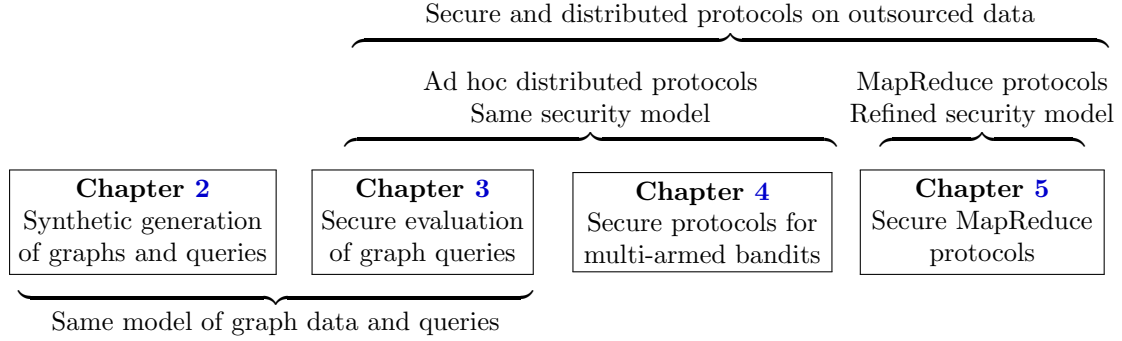 Secure and distributed protocols on outsourced data
Ad hoc distributed protocols
Same security model
MapReduce protocols
Refined security model
Chapter 2
Synthetic generation
of graphs and queries
Chapter 3
Secure evaluation
of graph queries
Chapter 4
Secure protocols for
multi-armed bandits
Chapter 5
Secure MapReduce
protocols
Same model of graph data and queries